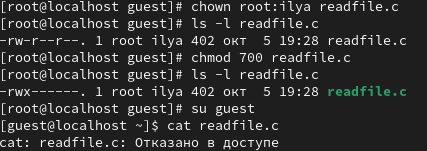 [root@localhost guest]# chown root:ilya readfile.c
[root@localhost guest]# ls -l readfile.c
-rw-r--r--. 1 root ilya 402 окт  5 19:28 readfile.c
[root@localhost guest]# chmod 700 readfile.c
[root@localhost guest]# ls -l readfile.c
-rwx------. 1 root ilya 402 окт  5 19:28 readfile.c
[root@localhost guest]# su guest
[guest@localhost ~]$ cat readfile.c
cat: readfile.c: Отказано в доступе